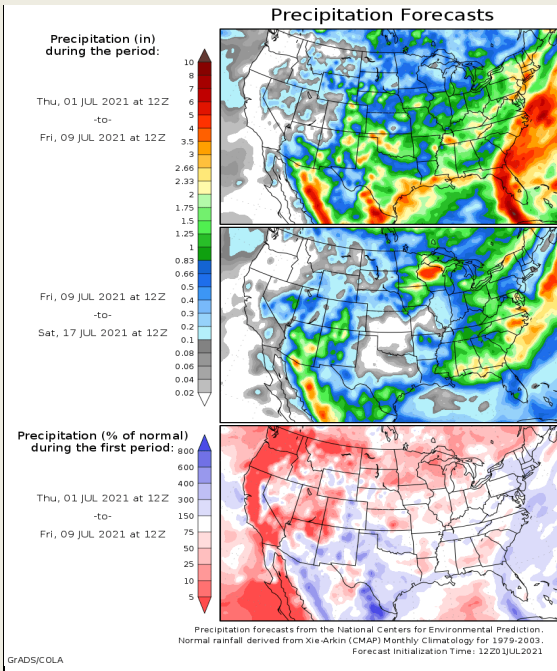 Precipitation Forecasts
Precipitation (in)
during the period:
Thu, 01 JUL 2021 at 12Z
-to-
Fri, 09 JUL 2021 at 12Z
10
8
7
6
5
4
3.5
3
2.66
2.33
2
1.75
1.5
1.25
1
0.83
0.66
0.5
0.4
0.3
0.2
0.1
0.08
0.06
0.04
0.02
Fri, 09 JUL 2021 at 12Z
-to-
Sat, 17 JUL 2021 at 12Z
Precipitation (% of normal)
during the first period:
Thu, 01 JUL 2021 at 12Z
-to-
Fri, 09 JUL 2021 at 12Z
800
600
400
300
150
75
50
25
10
5
Precipitation forecasts from the National Centers for Environmental Prediction.
Normal rainfall derived from Xie-Arkin (CMAP) Monthly Climatology for 1979-2003.
Forecast Initialization Time: 12Z01JUL2021
GrADS/COLA